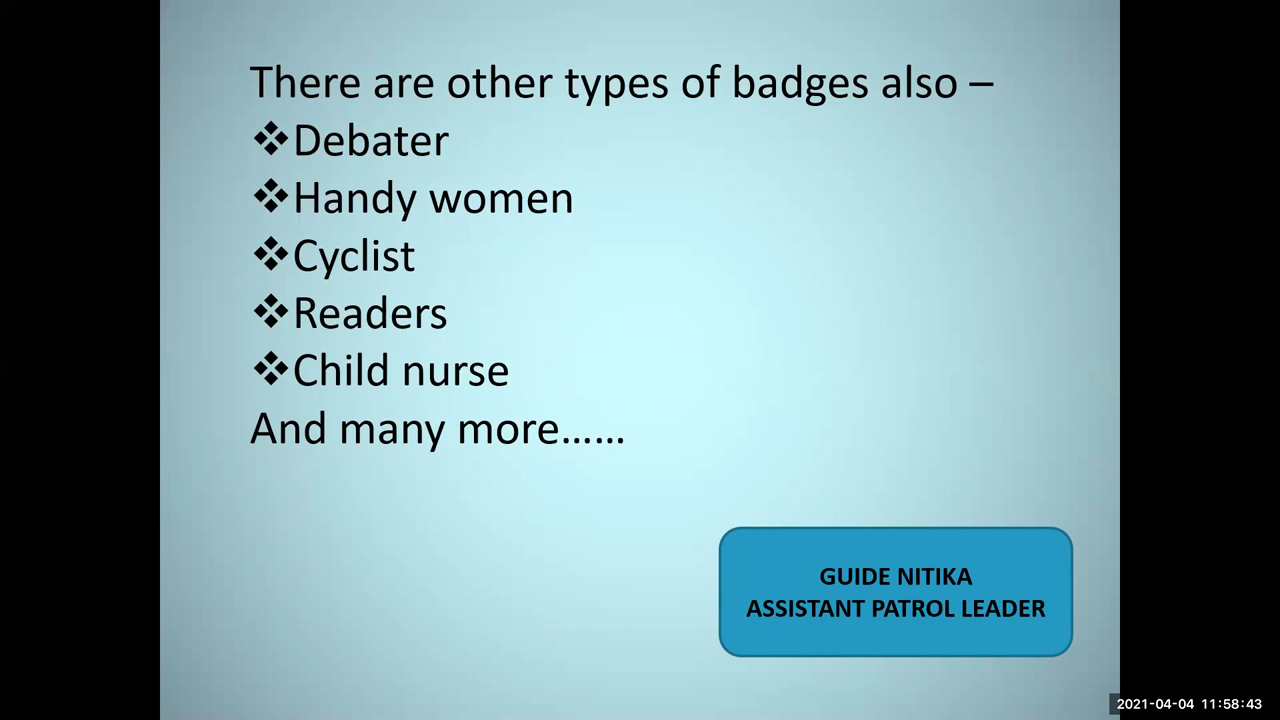 There are other types of badges also –
❖Debater
❖Handy women
❖Cyclist
❖Readers
❖Child nurse
And many more......
GUIDE NITIKA
ASSISTANT PATROL LEADER
2021-04-04 11:58:43